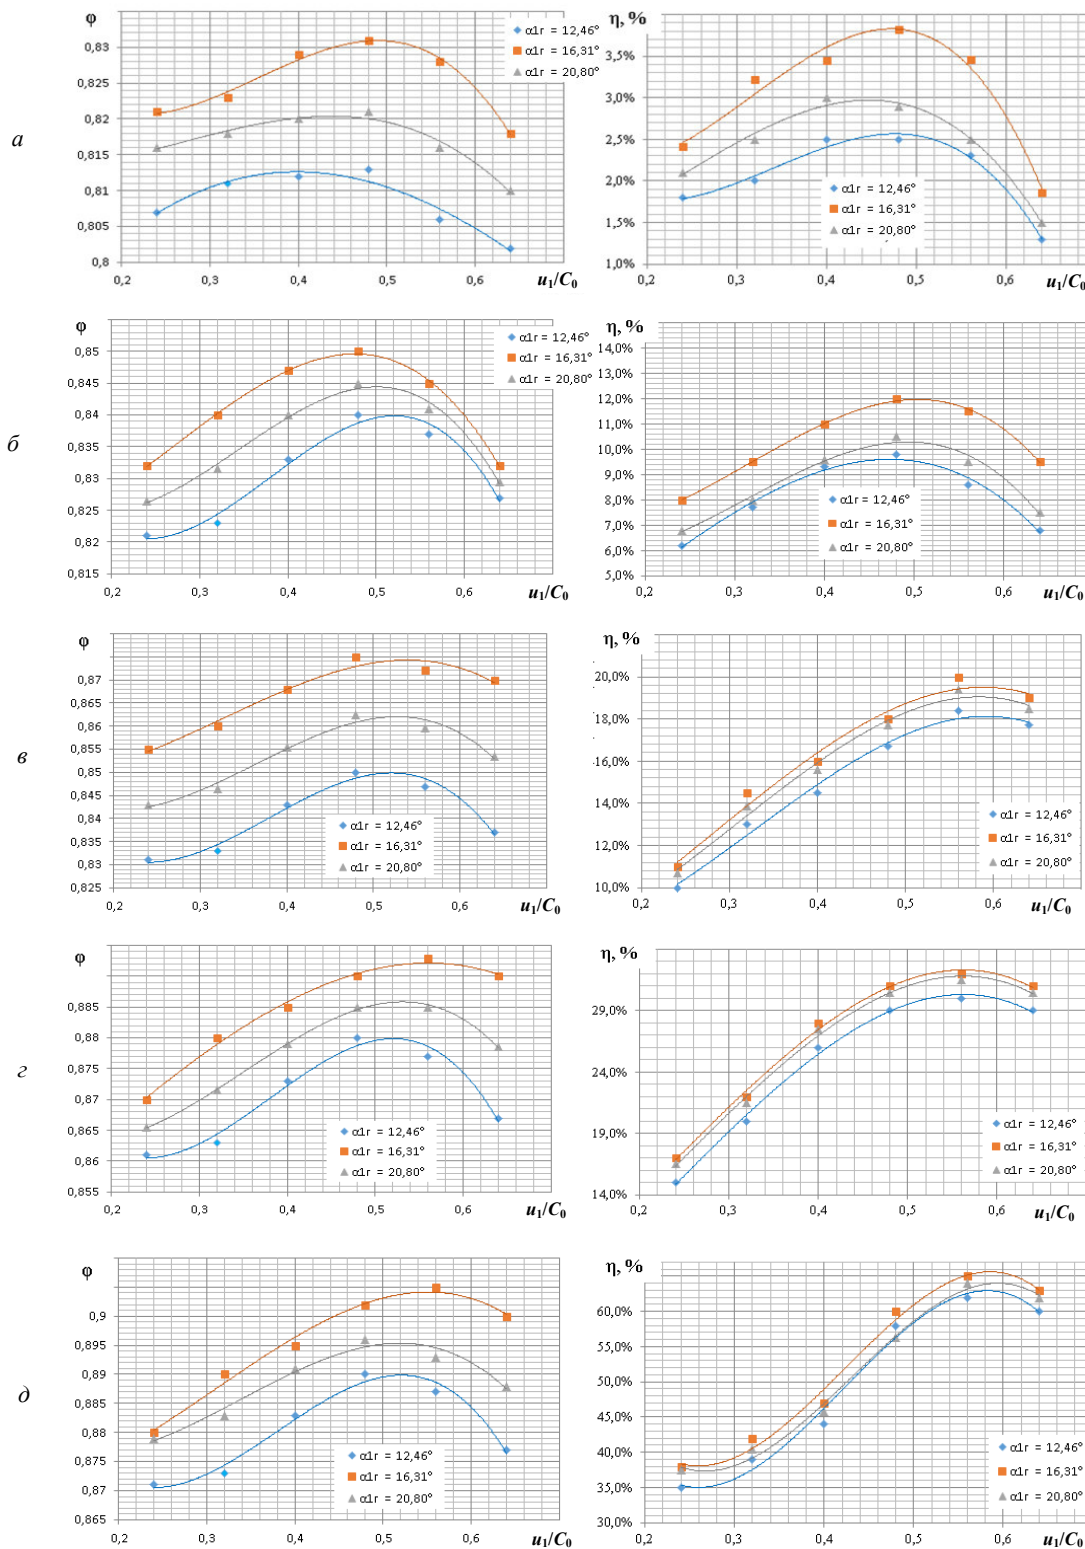 а
φ
0,83
0,825
0,82
0,815
0,81
0,805
0,8
0,2
0,3
0,4
0,5
0,6
u₁/C₀
α1r = 12,46°
α1r = 16,31°
α1r = 20,80°
η, %
3,5%
3,0%
2,5%
2,0%
1,5%
1,0%
0,2
0,3
0,4
0,5
0,6
u₁/C₀
α1r = 12,46°
α1r = 16,31°
α1r = 20,80°
б
φ
0,85
0,845
0,84
0,835
0,83
0,825
0,82
0,815
0,2
0,3
0,4
0,5
0,6
u₁/C₀
α1r = 12,46°
α1r = 16,31°
α1r = 20,80°
η, %
14,0%
13,0%
12,0%
11,0%
10,0%
9,0%
8,0%
7,0%
6,0%
5,0%
0,2
0,3
0,4
0,5
0,6
u₁/C₀
α1r = 12,46°
α1r = 16,31°
α1r = 20,80°
в
φ
0,87
0,86
0,855
0,85
0,84
0,83
0,825
0,2
0,3
0,4
0,5
0,6
u₁/C₀
α1r = 12,46°
α1r = 16,31°
α1r = 20,80°
η, %
20,0%
18,0%
16,0%
14,0%
12,0%
10,0%
0,2
0,3
0,4
0,5
0,6
u₁/C₀
α1r = 12,46°
α1r = 16,31°
α1r = 20,80°
г
φ
0,885
0,88
0,875
0,87
0,865
0,86
0,855
0,2
0,3
0,4
0,5
0,6
u₁/C₀
α1r = 12,46°
α1r = 16,31°
α1r = 20,80°
η, %
29,0%
24,0%
19,0%
14,0%
0,2
0,3
0,4
0,5
0,6
u₁/C₀
α1r = 12,46°
α1r = 16,31°
α1r = 20,80°
д
φ
0,9
0,895
0,89
0,885
0,88
0,87
0,865
0,2
0,3
0,4
0,5
0,6
u₁/C₀
α1r = 12,46°
α1r = 16,31°
α1r = 20,80°
η, %
60,0%
50,0%
45,0%
40,0%
35,0%
30,0%
0,2
0,3
0,4
0,5
0,6
u₁/C₀
α1r = 12,46°
α1r = 16,31°
α1r = 20,80°